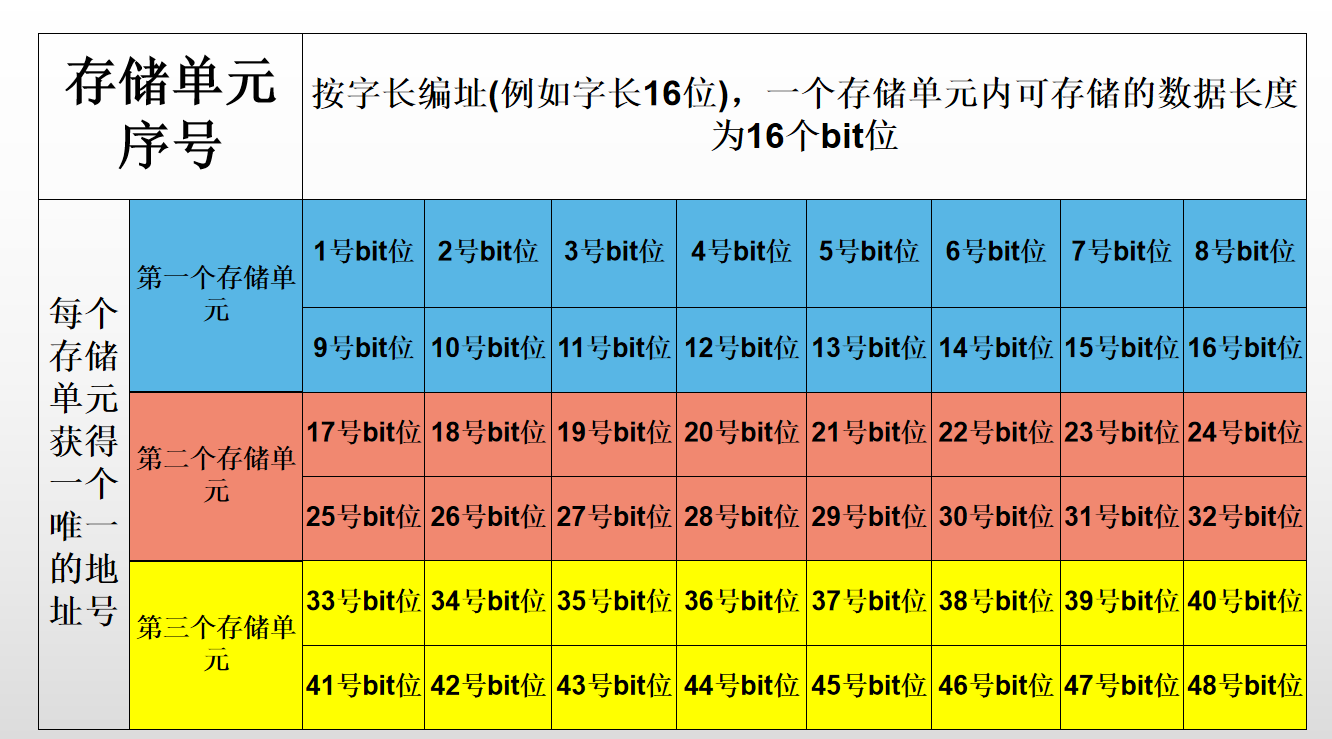 存储单元
序号
按字长编址(例如字长16位)，一个存储单元内可存储的数据长度
为16个bit位
每个
存储
单元
获得
一个
唯一
的地
址号
第一个存储单
元
1号bit位 2号bit位 3号bit位 4号bit位 5号bit位 6号bit位 7号bit位 8号bit位
9号bit位 10号bit位 11号bit位 12号bit位 13号bit位 14号bit位 15号bit位 16号bit位
第二个存储单
元
17号bit位 18号bit位 19号bit位 20号bit位 21号bit位 22号bit位 23号bit位 24号bit位
25号bit位 26号bit位 27号bit位 28号bit位 29号bit位 30号bit位 31号bit位 32号bit位
第三个存储单
元
33号bit位 34号bit位 35号bit位 36号bit位 37号bit位 38号bit位 39号bit位 40号bit位
41号bit位 42号bit位 43号bit位 44号bit位 45号bit位 46号bit位 47号bit位 48号bit位